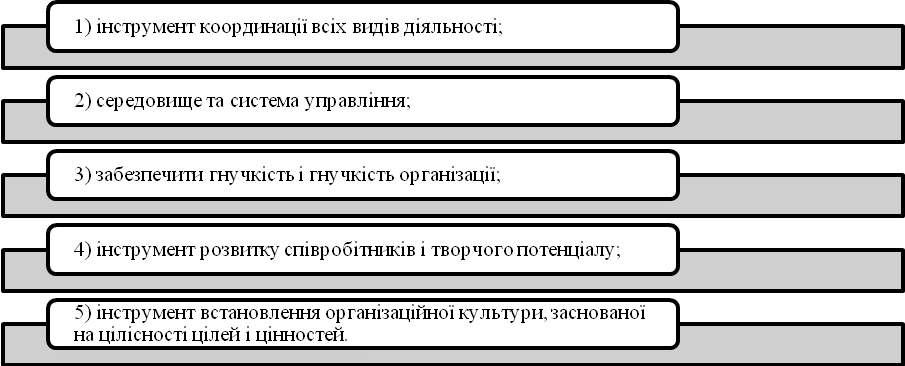 1) інструмент координації всіх видів діяльності;
2) середовище та система управління;
3) забезпечити гнучкість і гнучкість організації;
4) інструмент розвитку співробітників і творчого потенціалу;
5) інструмент встановлення організаційної культури, заснованої
на цілісності цілей і цінностей.